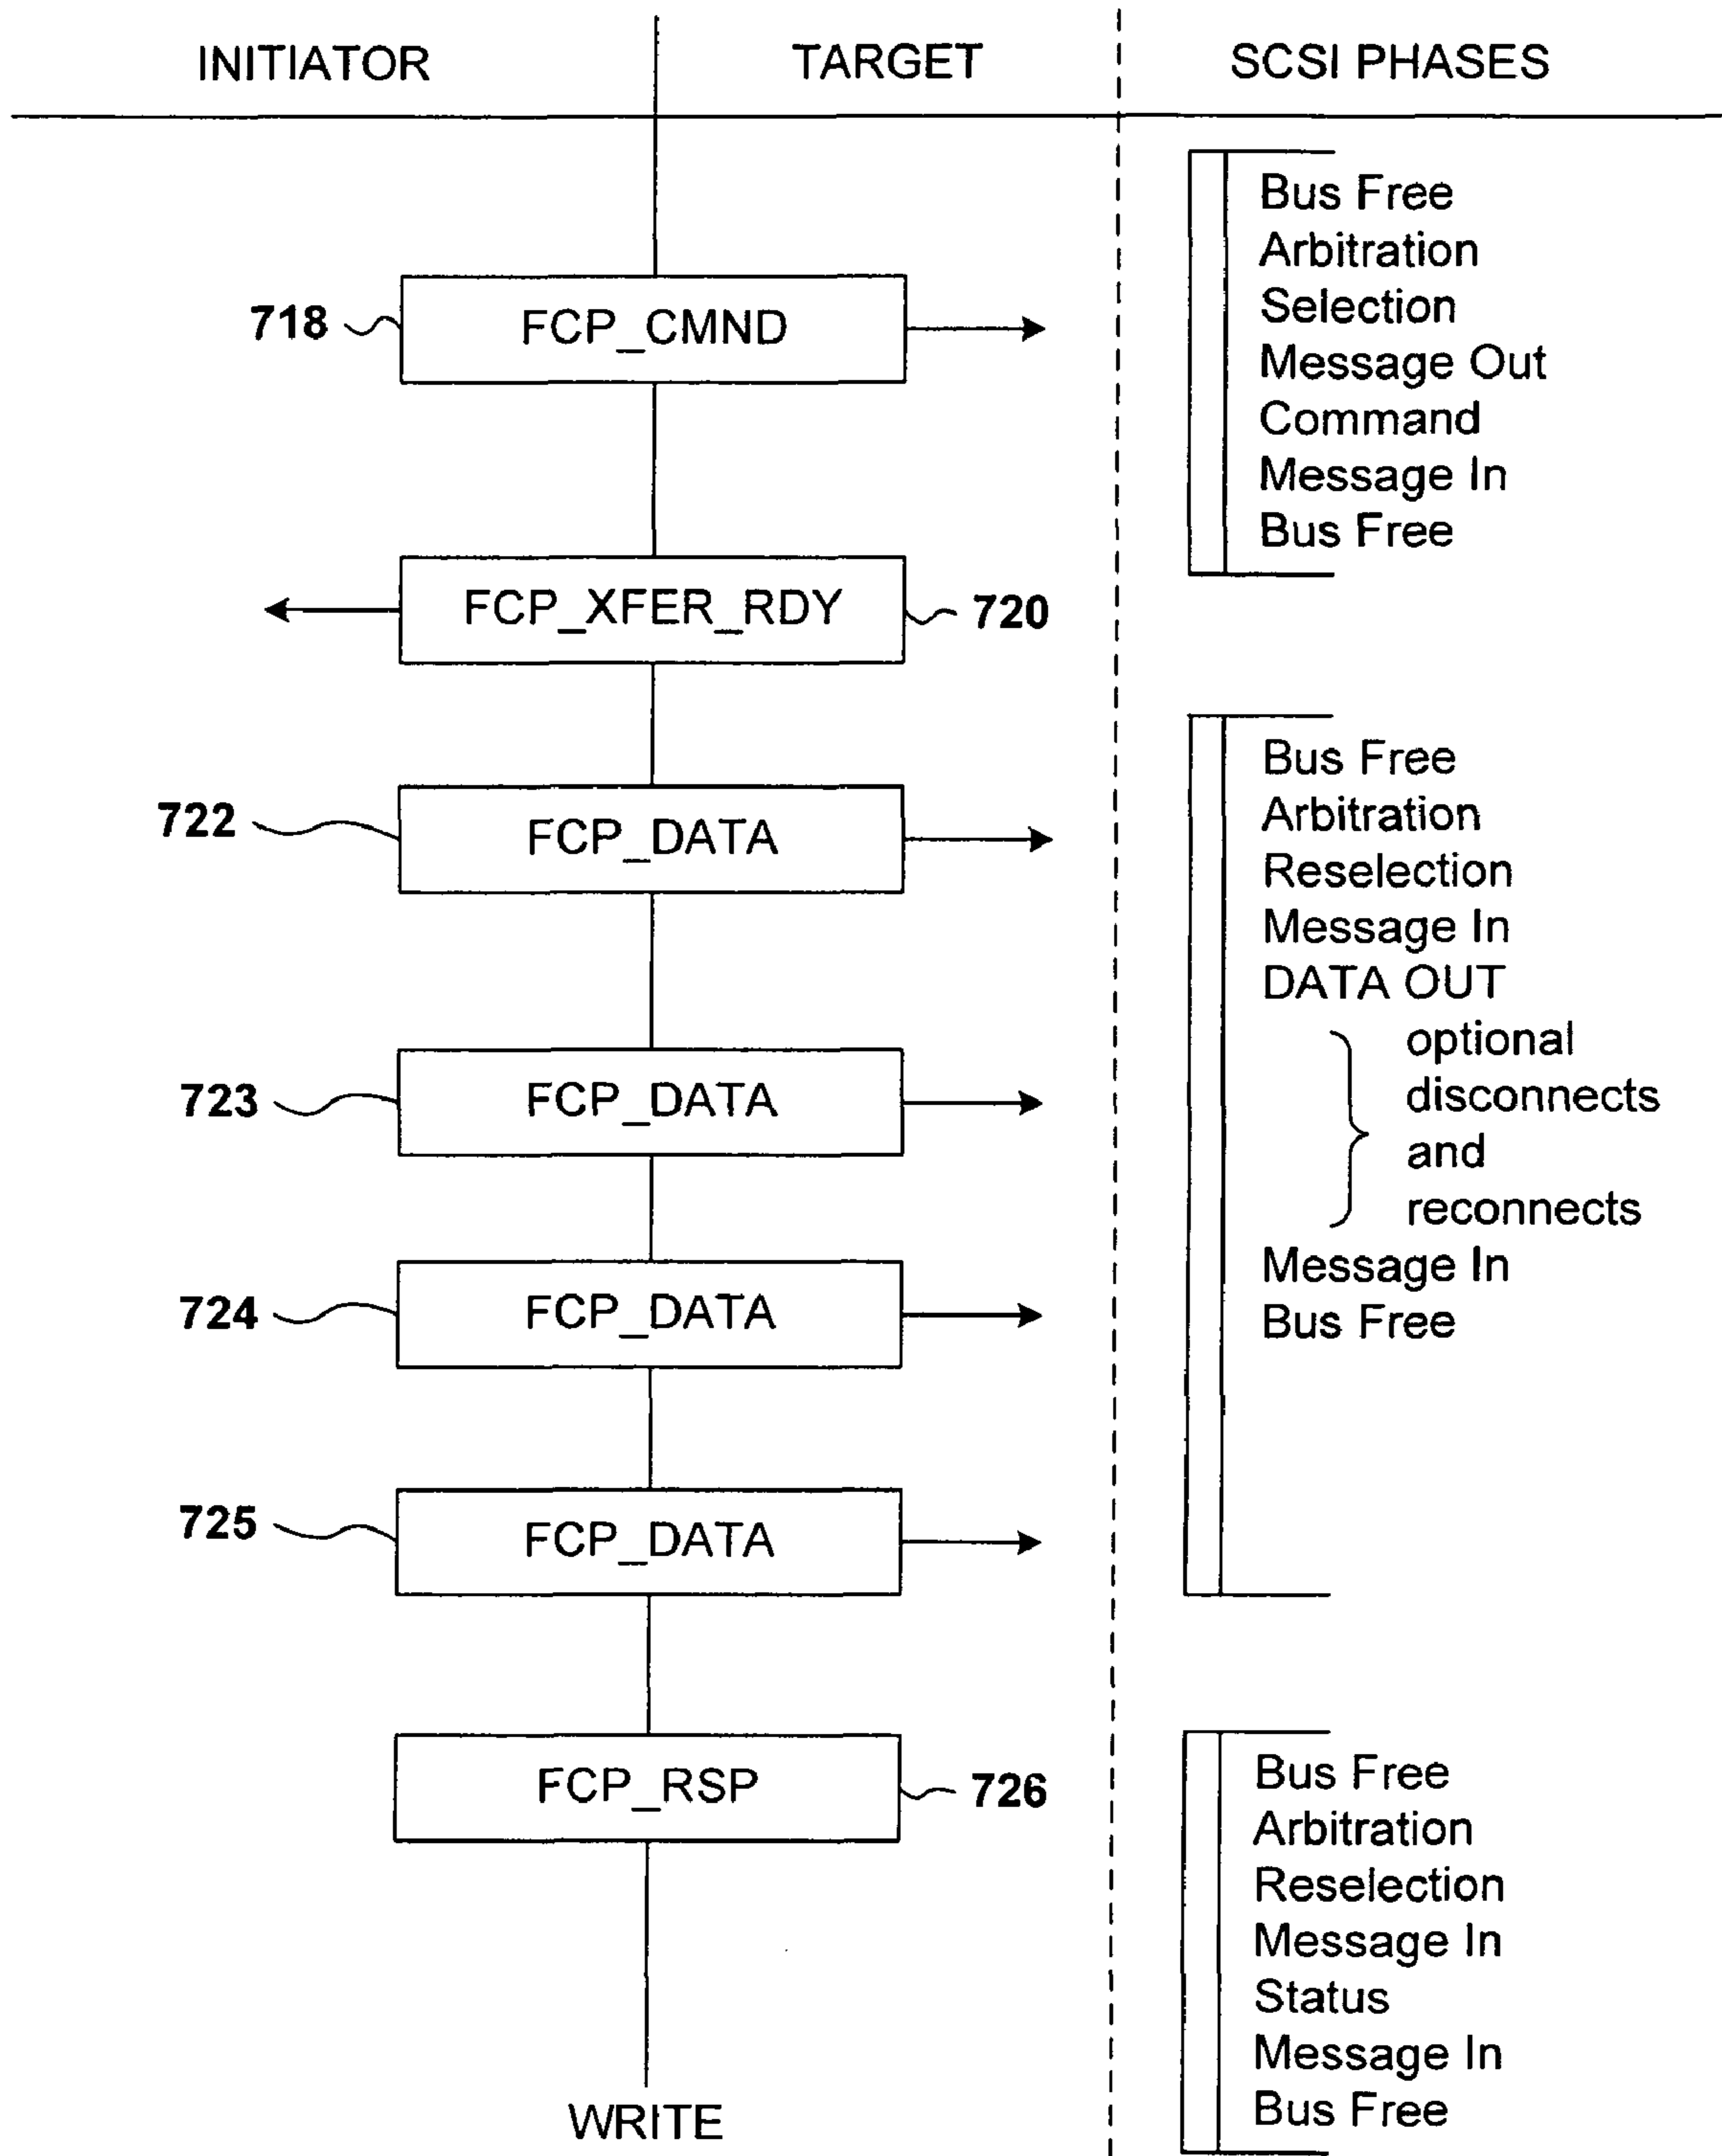 INITIATOR
TARGET
SCSI PHASES
718
FCP_CMND
Bus Free
Arbitration
Selection
Message Out
Command
Message In
Bus Free
FCP_XFER_RDY
720
722
FCP_DATA
723
FCP_DATA
724
FCP_DATA
725
FCP_DATA
Bus Free
Arbitration
Reselection
Message In
DATA OUT
optional
disconnects
and
reconnects
Message In
Bus Free
FCP_RSP
726
Bus Free
Arbitration
Reselection
Message In
Status
Message In
Bus Free
WRITE